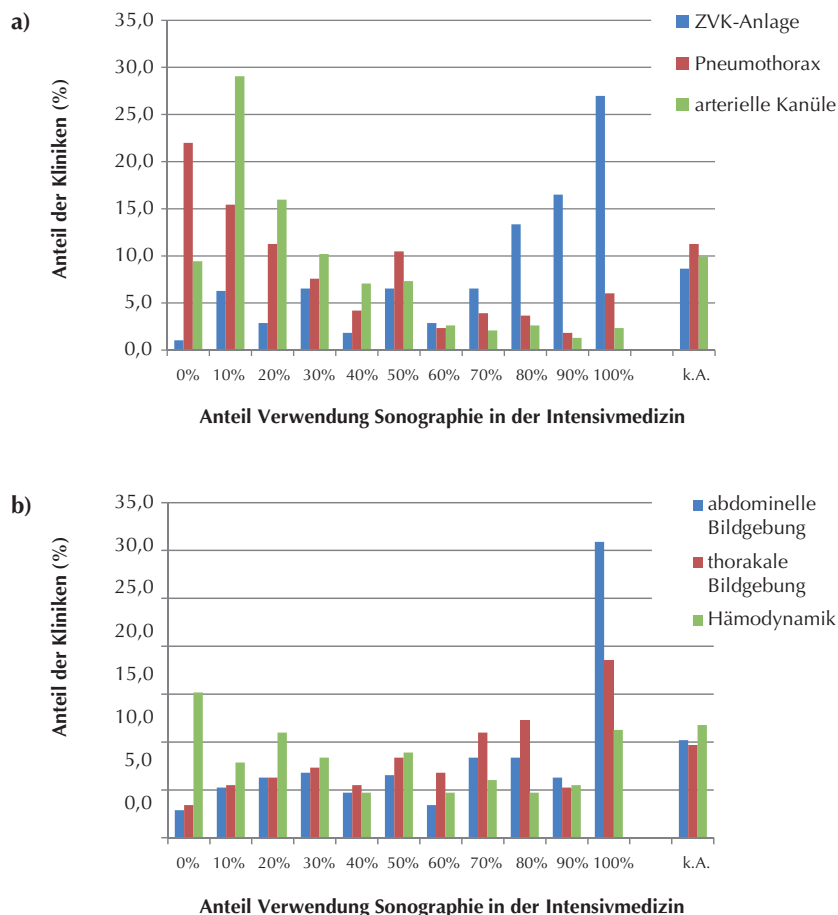 a)
35,0
30,0
25,0
20,0
15,0
10,0
5,0
0,0
Anteil der Kliniken (%)
ZVK-Anlage
Pneumothorax
arterielle Kanüle
0% 10% 20% 30% 40% 50% 60% 70% 80% 90% 100% k.A.
Anteil Verwendung Sonographie in der Intensivmedizin
b)
35,0
30,0
25,0
20,0
15,0
10,0
5,0
0,0
Anteil der Kliniken (%)
abdominelle
Bildgebung
thorakale
Bildgebung
Hämodynamik
0% 10% 20% 30% 40% 50% 60% 70% 80% 90% 100% k.A.
Anteil Verwendung Sonographie in der Intensivmedizin